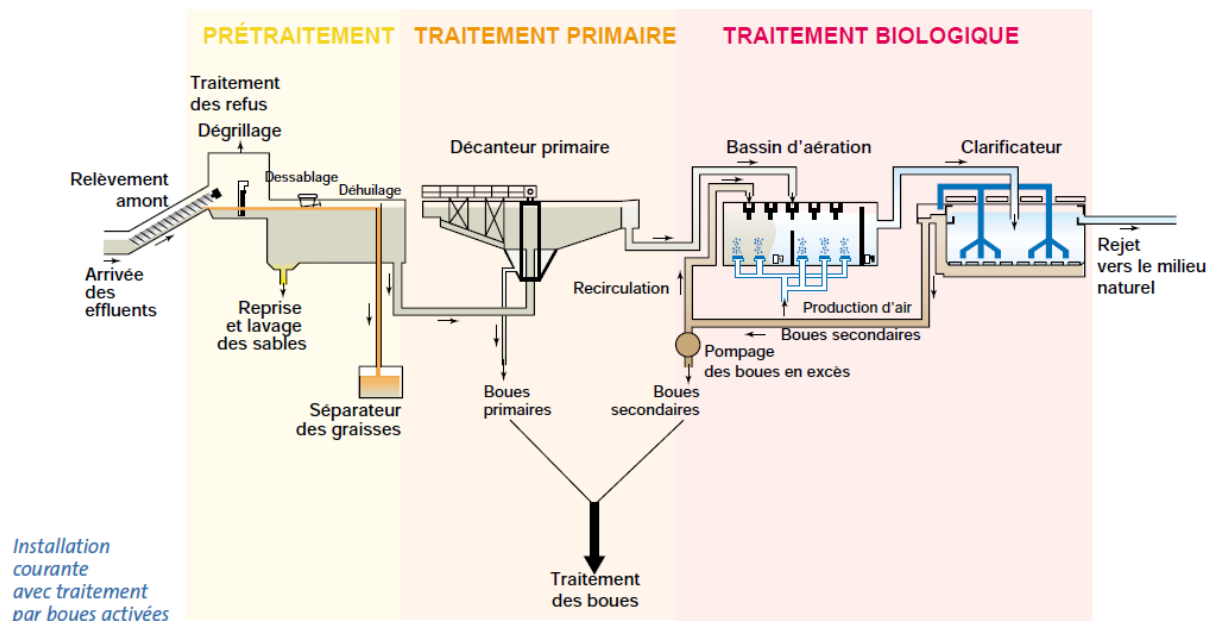 PRÉTRAITEMENT
TRAITEMENT PRIMAIRE
TRAITEMENT BIOLOGIQUE
Traitement
des refus
Dégrillage
Relèvement
amont
Dessablage
Déhuilage
Arrivée
des
effluents
Reprise
et lavage
des sables
Séparateur
des graisses
Décanteur primaire
Boues
primaires
Bassin d'aération
Clarificateur
Recirculation
Production d'air
Boues secondaires
Pompage
des boues en excès
Boues
secondaires
Rejet
vers le milieu
naturel
Traitement
des boues
Installation
courante
avec traitement
par boues activées